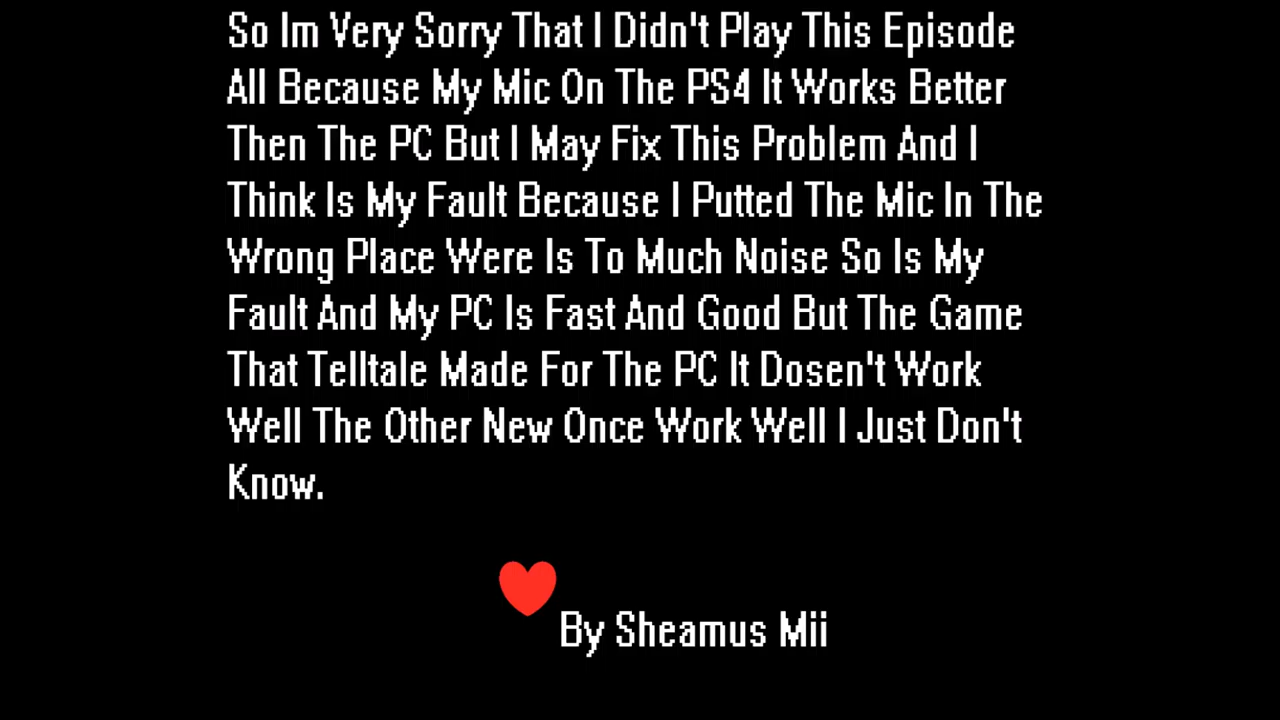 So Im Very Sorry That I Didn't Play This Episode
All Because My Mic On The PS4 It Works Better
Then The PC But I May Fix This Problem And I
Think Is My Fault Because I Putted The Mic In The
Wrong Place Were Is To Much Noise So Is My
Fault And My PC Is Fast And Good But The Game
That Telltale Made For The PC It Dosen't Work
Well The Other New Once Work Well I Just Don't
Know.
By Sheamus Mii